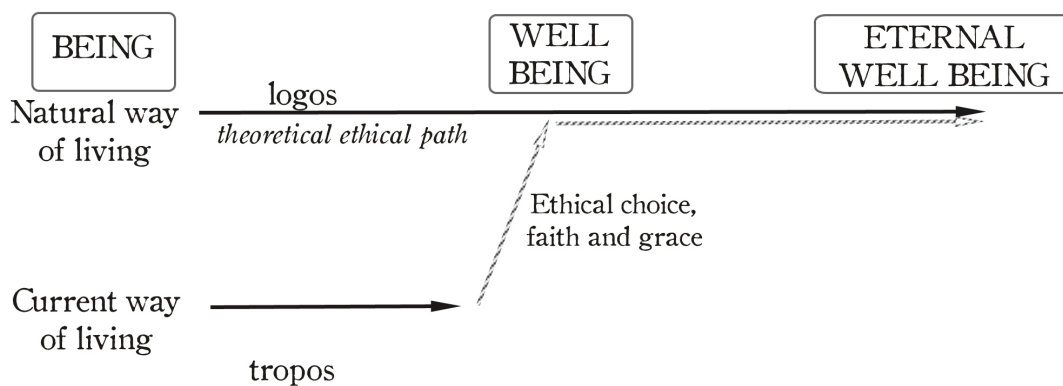 BEING
WELL
BEING
ETERNAL
WELL BEING
Natural way
of living
logos
theoretical ethical path
Ethical choice,
faith and grace
Current way
of living
tropos